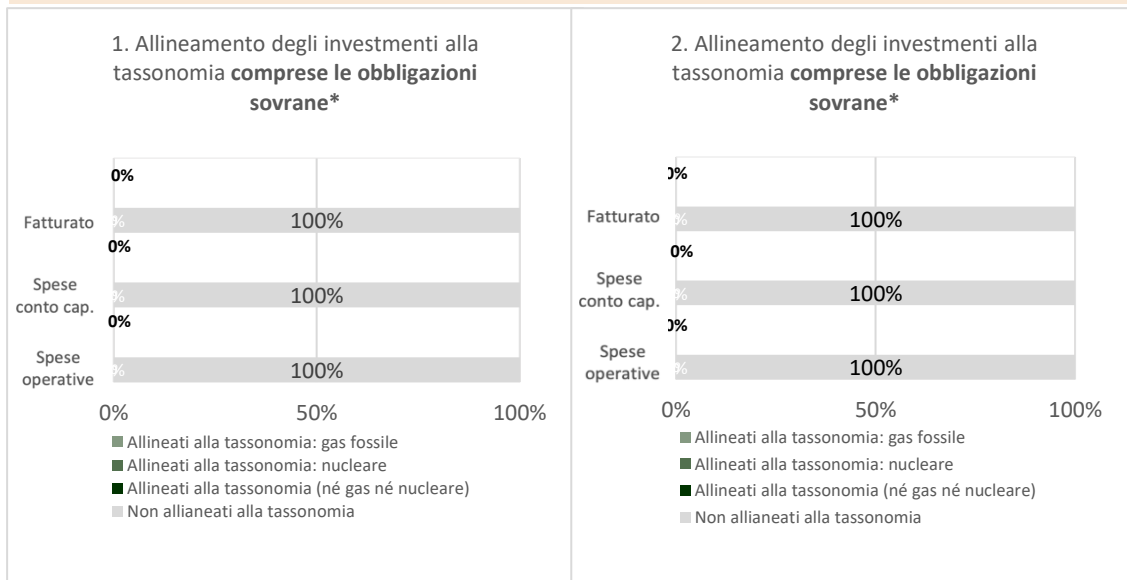 1. Allineamento degli investimenti alla
tassonomia comprese le obbligazioni
sovrane*
0%
Fatturato
%
100%
0%
Spese
conto cap.
%
100%
0%
Spese
operative
%
100%
0%
50%
100%
Allineati alla tassonomia: gas fossile
Allineati alla tassonomia: nucleare
Allineati alla tassonomia (né gas né nucleare)
Non allianeati alla tassonomia
2. Allineamento degli investimenti alla
tassonomia comprese le obbligazioni
sovrane*
0%
Fatturato
%
100%
0%
Spese
conto cap.
%
100%
0%
Spese
operative
%
100%
0%
50%
100%
Allineati alla tassonomia: gas fossile
Allineati alla tassonomia: nucleare
Allineati alla tassonomia (né gas né nucleare)
Non allianeati alla tassonomia